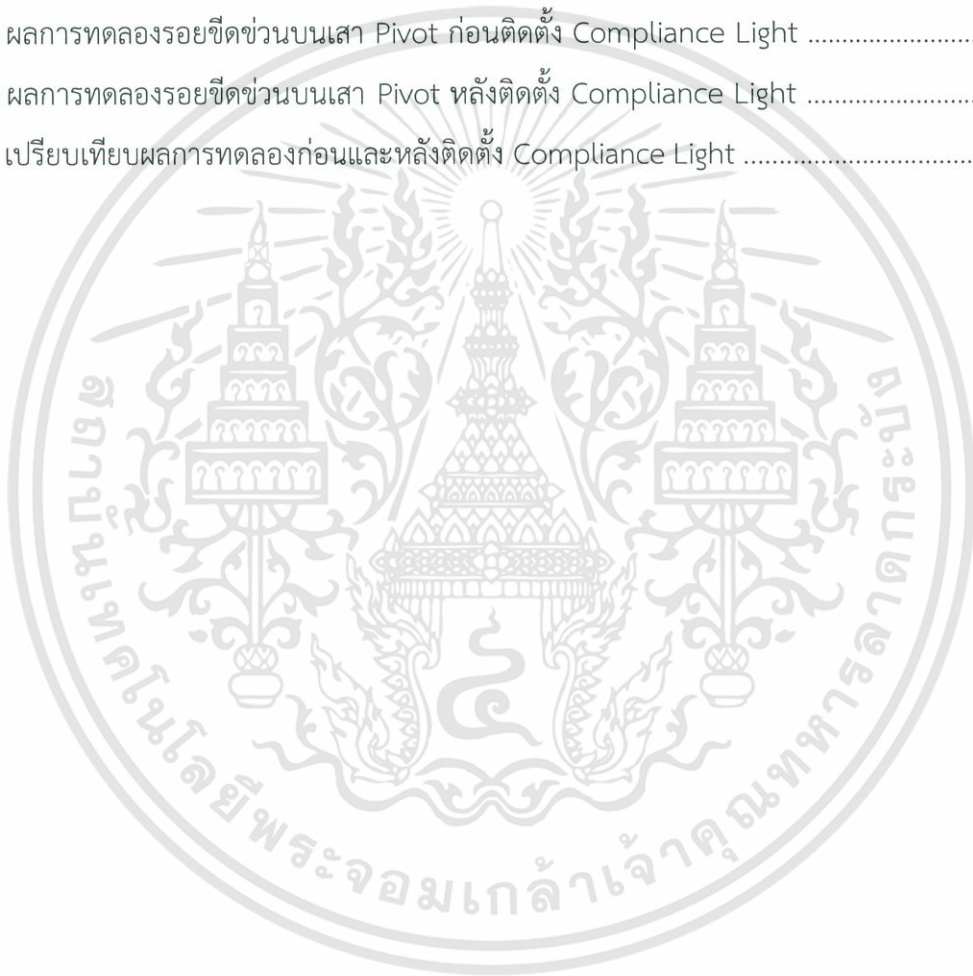 ผลการทดลองรอยขีดข่วนบนเสา Pivot ก่อนติดตั้ง Compliance Light ..........................
ผลการทดลองรอยขีดข่วนบนเสา Pivot หลังติดตั้ง Compliance Light ..........................
เปรียบเทียบผลการทดลองก่อนและหลังติดตั้ง Compliance Light ....................................
สถาบันเทคโนโลยีพระจอมเกล้าเจ้าคุณทหารลาดกระบัง
๔